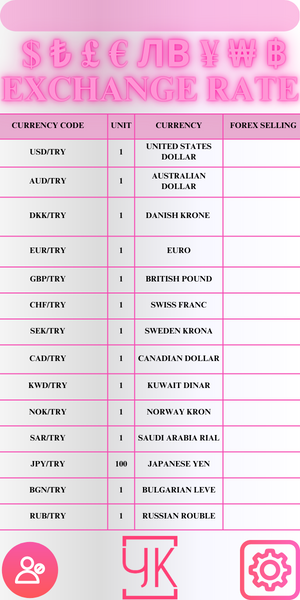 $ ₺ £ € ЛВ ¥ ₩ ฿
EXCHANGE RATE
CURRENCY CODE UNIT CURRENCY FOREX SELLING
USD/TRY 1 UNITED STATES
DOLLAR
AUD/TRY 1 AUSTRALIAN
DOLLAR
DKK/TRY 1 DANISH KRONE
EUR/TRY 1 EURO
GBP/TRY 1 BRITISH POUND
CHF/TRY 1 SWISS FRANC
SEK/TRY 1 SWEDEN KRONA
CAD/TRY 1 CANADIAN DOLLAR
KWD/TRY 1 KUWAIT DINAR
NOK/TRY 1 NORWAY KRON
SAR/TRY 1 SAUDI ARABIA RIAL
JPY/TRY 100 JAPANESE YEN
BGN/TRY 1 BULGARIAN LEVE
RUB/TRY 1 RUSSIAN ROUBLE